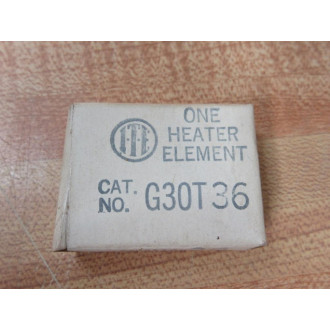 ITE
ONE
HEATER
ELEMENT
CAT.
NO. G30T36